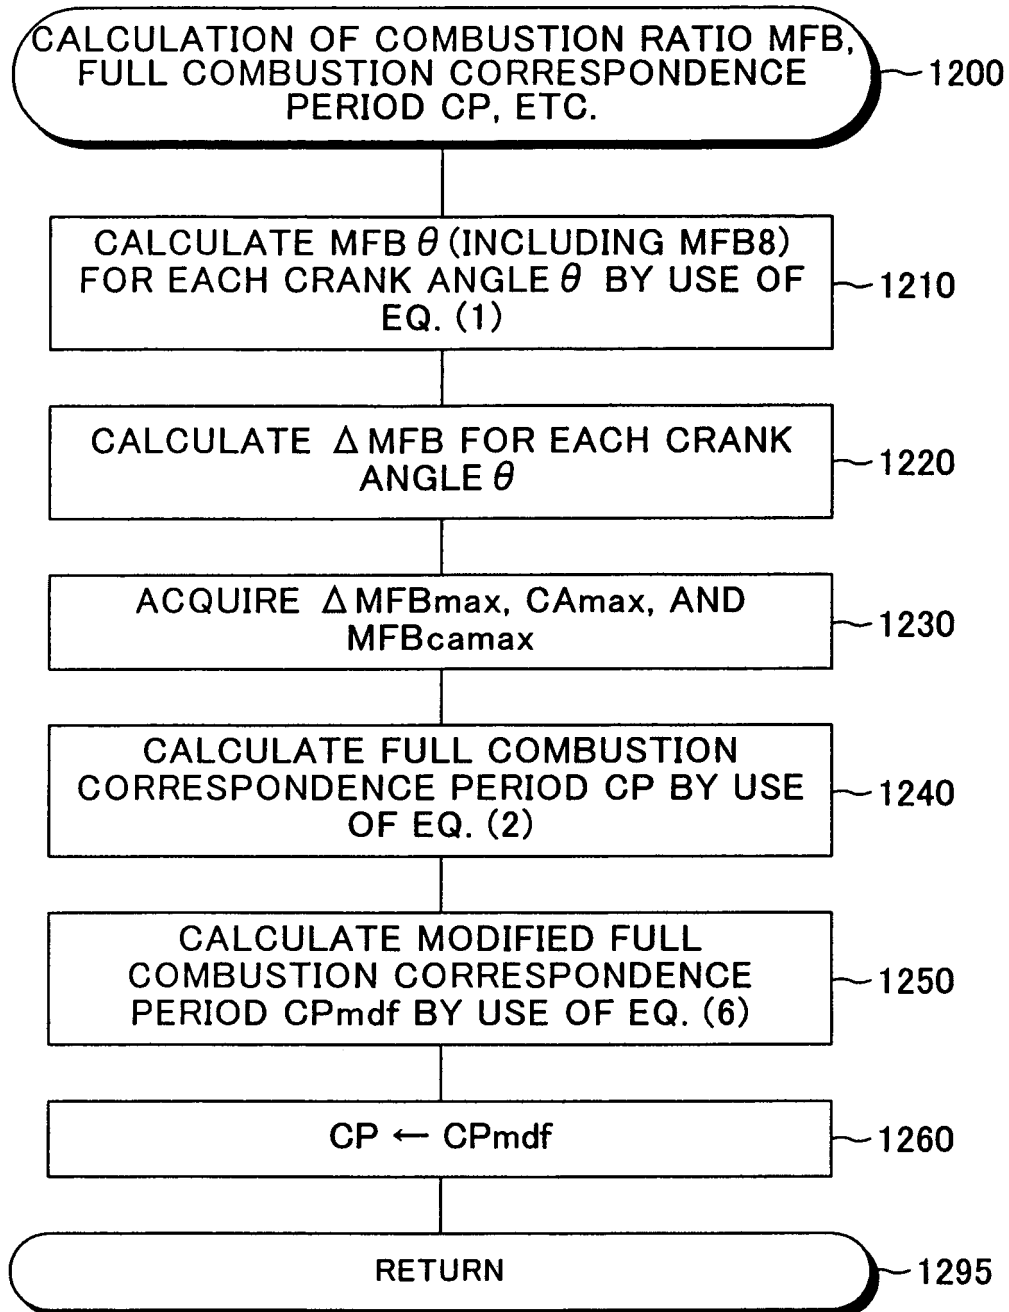 CALCULATION OF COMBUSTION RATIO MFB,
FULL COMBUSTION CORRESPONDENCE
PERIOD CP, ETC.
1200
CALCULATE MFB θ (INCLUDING MFB8)
FOR EACH CRANK ANGLE θ BY USE OF
EQ. (1)
1210
CALCULATE Δ MFB FOR EACH CRANK
ANGLE θ
1220
ACQUIRE Δ MFBmax, CAmax, AND
MFBcamax
1230
CALCULATE FULL COMBUSTION
CORRESPONDENCE PERIOD CP BY USE
OF EQ. (2)
1240
CALCULATE MODIFIED FULL
COMBUSTION CORRESPONDENCE
PERIOD CPmdf BY USE OF EQ. (6)
1250
CP ← CPmdf
1260
RETURN
1295